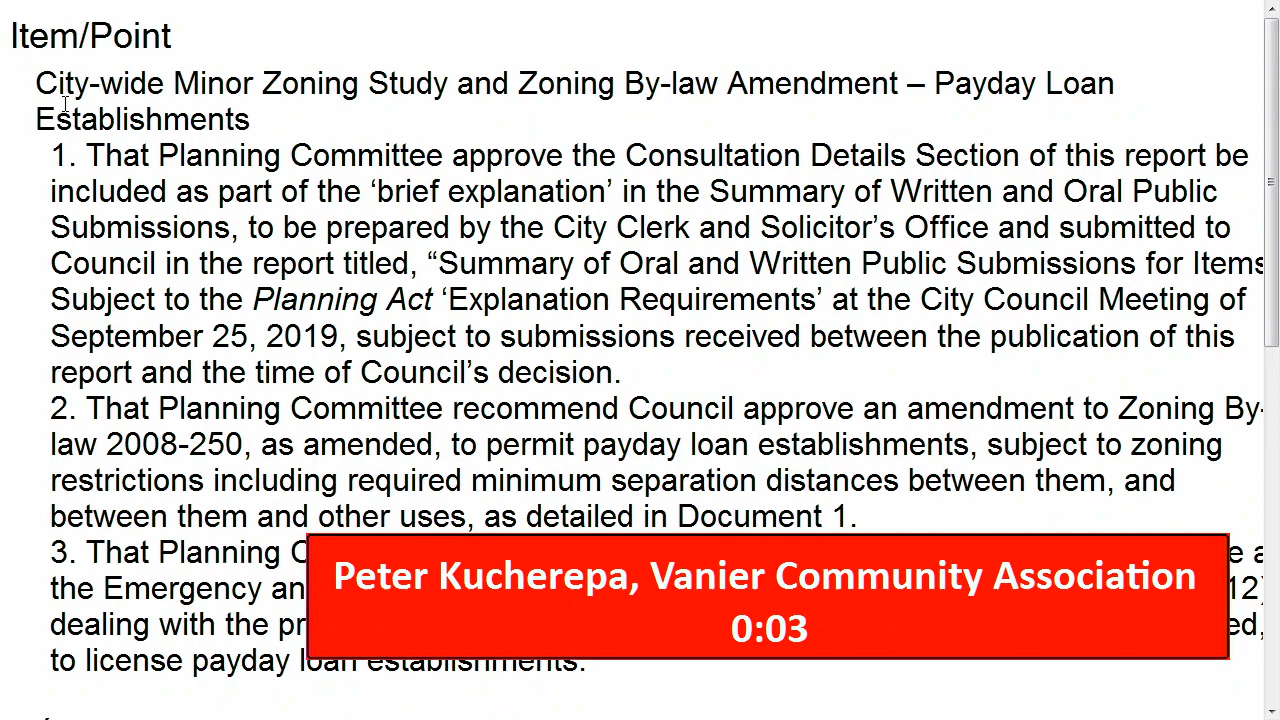 Item/Point
City-wide Minor Zoning Study and Zoning By-law Amendment – Payday Loan
Establishments
1. That Planning Committee approve the Consultation Details Section of this report be
included as part of the ‘brief explanation’ in the Summary of Written and Oral Public
Submissions, to be prepared by the City Clerk and Solicitor’s Office and submitted to
Council in the report titled, “Summary of Oral and Written Public Submissions for Items
Subject to the Planning Act ‘Explanation Requirements’ at the City Council Meeting of
September 25, 2019, subject to submissions received between the publication of this
report and the time of Council’s decision.
2. That Planning Committee recommend Council approve an amendment to Zoning By-
law 2008-250, as amended, to permit payday loan establishments, subject to zoning
restrictions including required minimum separation distances between them, and
between them and other uses, as detailed in Document 1.
3. That Planning
the Emergency
dealing with the
to license payday loan establishments.
Peter Kucherepa, Vanier Community Association
0:03